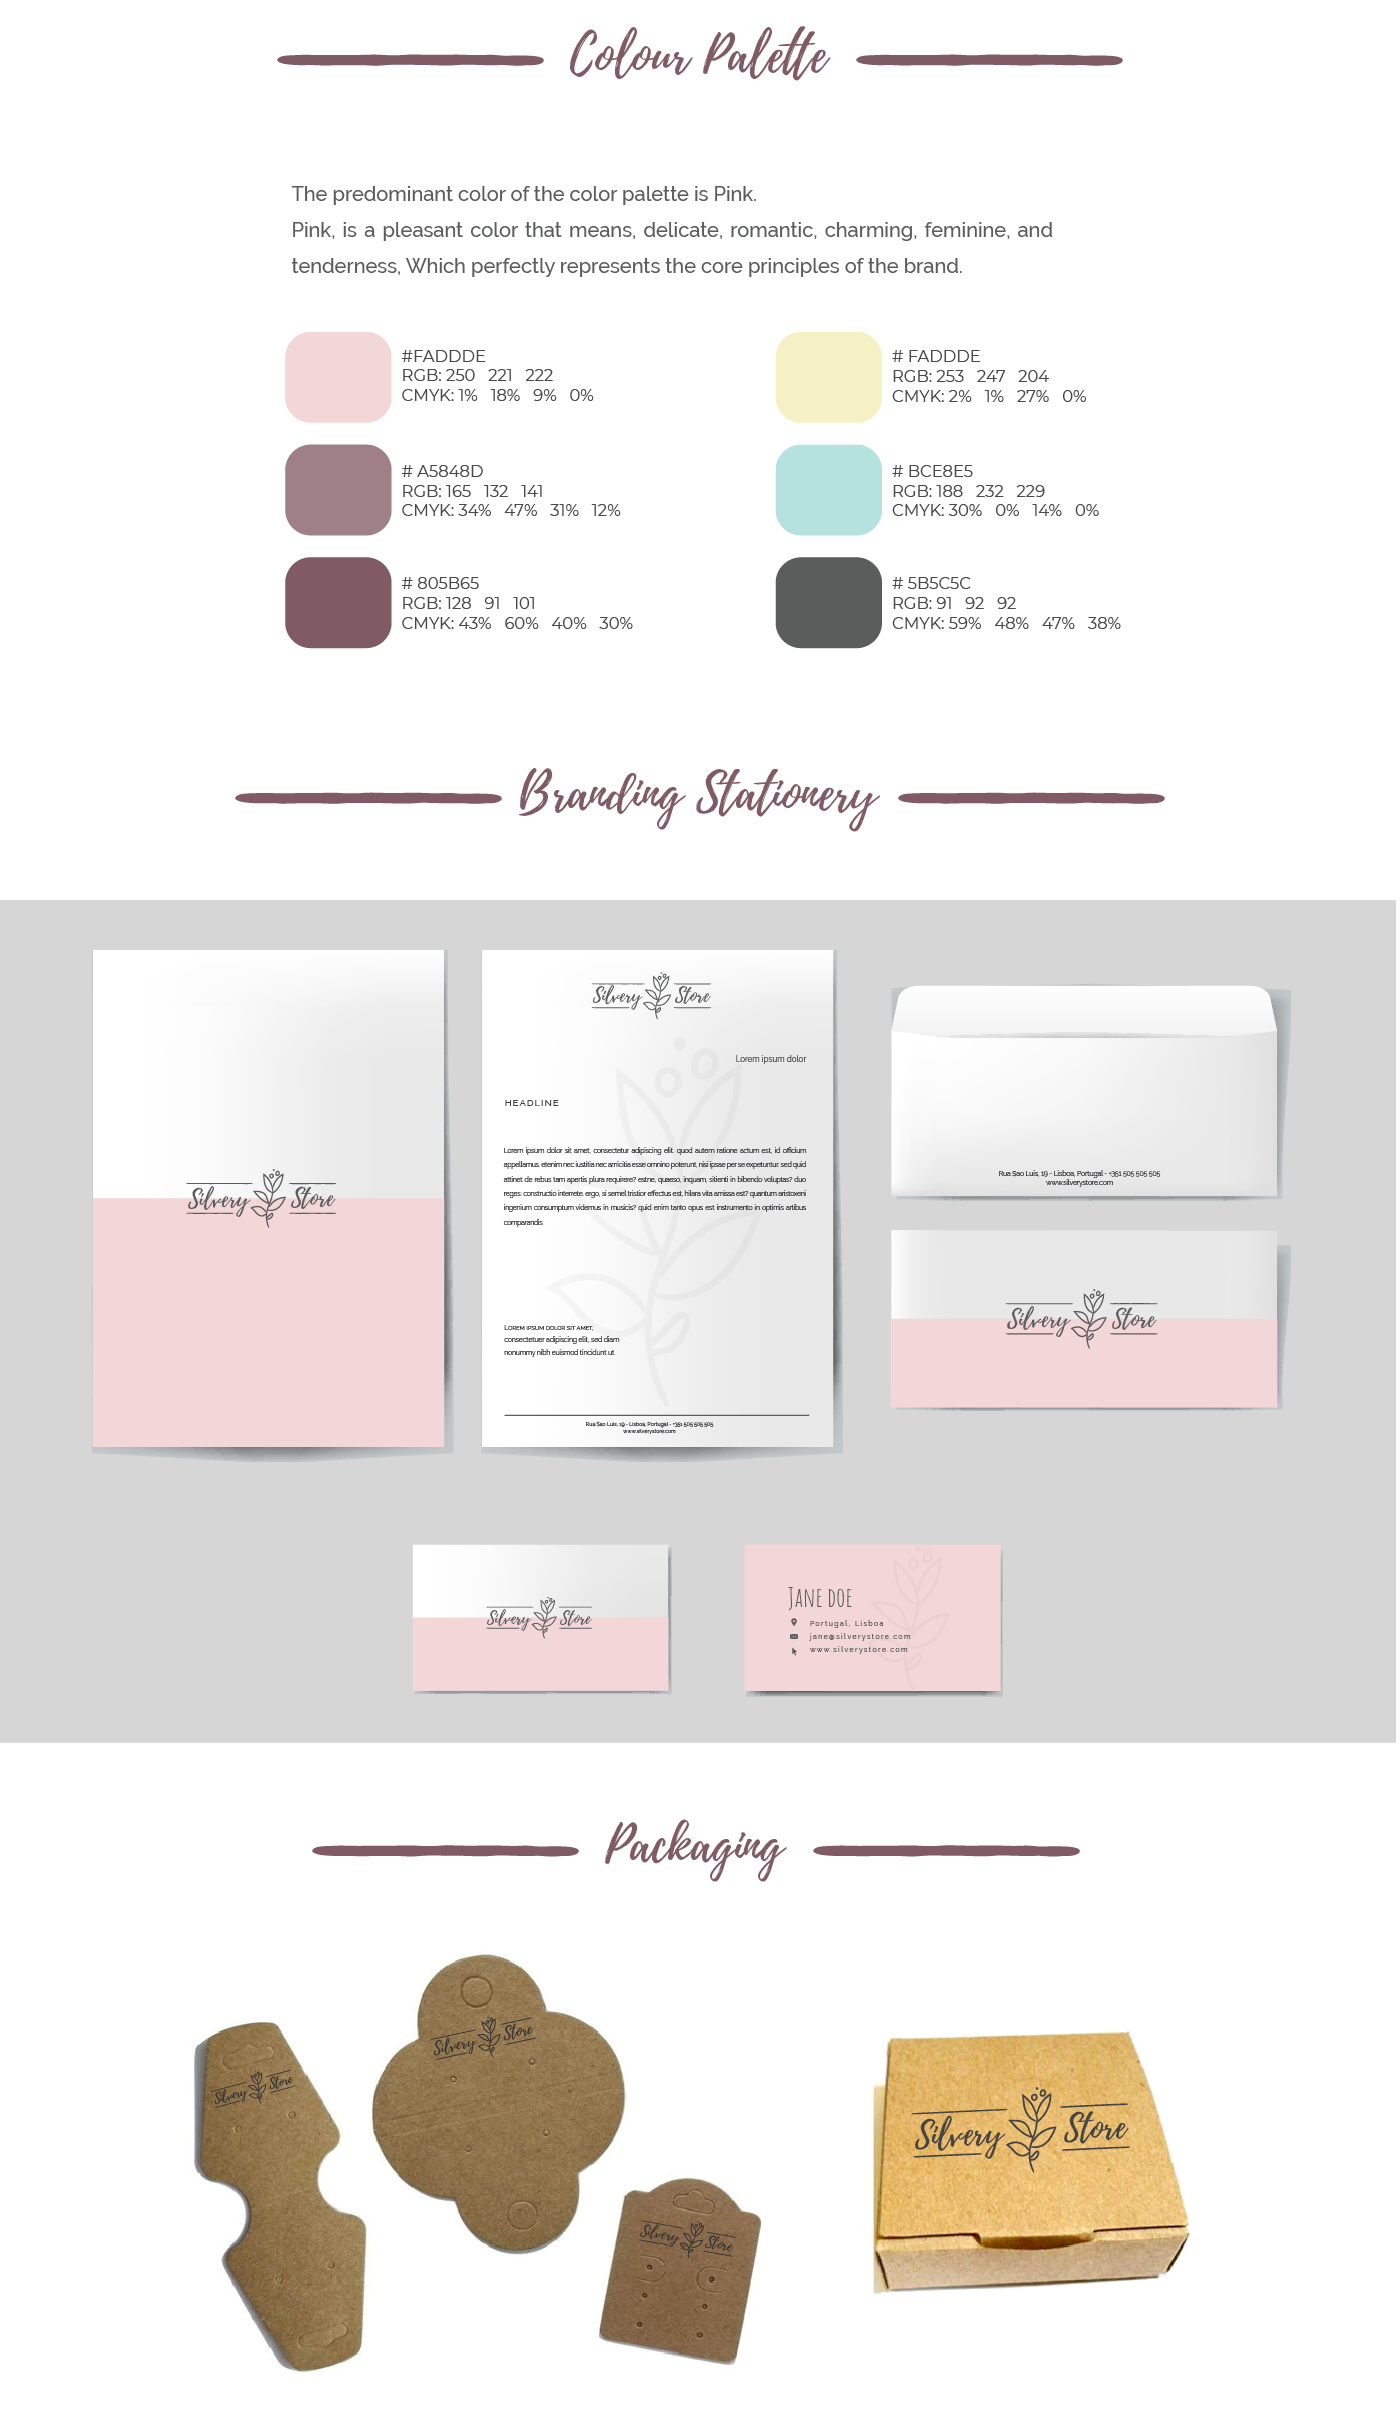 Colour Palette
The predominant color of the color palette is Pink.
Pink, is a pleasant color that means, delicate, romantic, charming, feminine, and
tenderness, Which perfectly represents the core principles of the brand.
#FADDDE
RGB: 250 221 222
CMYK: 1% 18% 9% 0%
# A5848D
RGB: 165 132 141
CMYK: 34% 47% 31% 12%
# 805B65
RGB: 128 91 101
CMYK: 43% 60% 40% 30%
# FADDDE
RGB: 253 247 204
CMYK: 2% 1% 27% 0%
# BCE8E5
RGB: 188 232 229
CMYK: 30% 0% 14% 0%
# 5B5C5C
RGB: 91 92 92
CMYK: 59% 48% 47% 38%
Branding Stationery
Silvery Store
Silvery Store
Lorem ipsum dolor
HEADLINE
Lorem ipsum dolor sit amet, consectetur adipiscing elit. quod autem ratione actum est, id officium
appellamus. etenim nec iustitia nec amicitia esse omnino poterunt, nisi ipsae per se expetuntur. sed quid
attinet de rebus tam apertis plura requirere? estne, quaeso, inquam, sitienti in bibendo voluptas? duo
reges: constructio interrete. ergo, si semel tristior effectus est, hilara vita amissa est? quantum aristoxeni
ingenium consumptum videmus in musicis? quid enim tanto opus est instrumento in optimis artibus
comparandis.
Lorem ipsum dolor sit amet,
consectetuer adipiscing elit, sed diam
nonummy nibh euismod tincidunt ut
Rua Sao Luis, 19 - Lisboa, Portugal - +351 505 505 505
www.silverystore.com
Rua Sao Luis, 19 - Lisboa, Portugal - +351 505 505 505
www.silverystore.com
Silvery Store
Silvery Store
Jane doe
Portugal, Lisboa
jane@silverystore.com
www.silverystore.com
Packaging
Silvery Store
Silvery Store
Silvery Store
Silvery Store